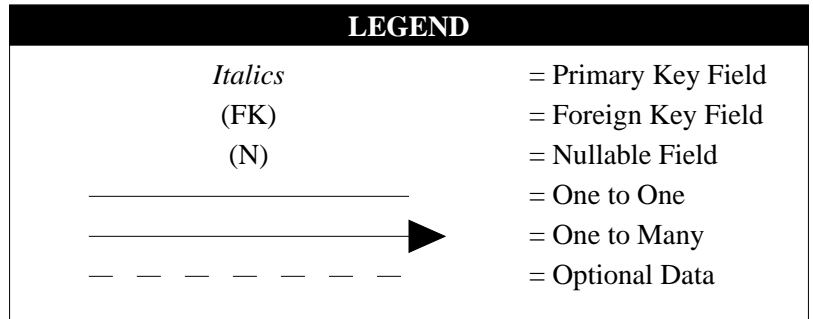 LEGEND
Italics = Primary Key Field
(FK) = Foreign Key Field
(N) = Nullable Field
= One to One
= One to Many
= Optional Data